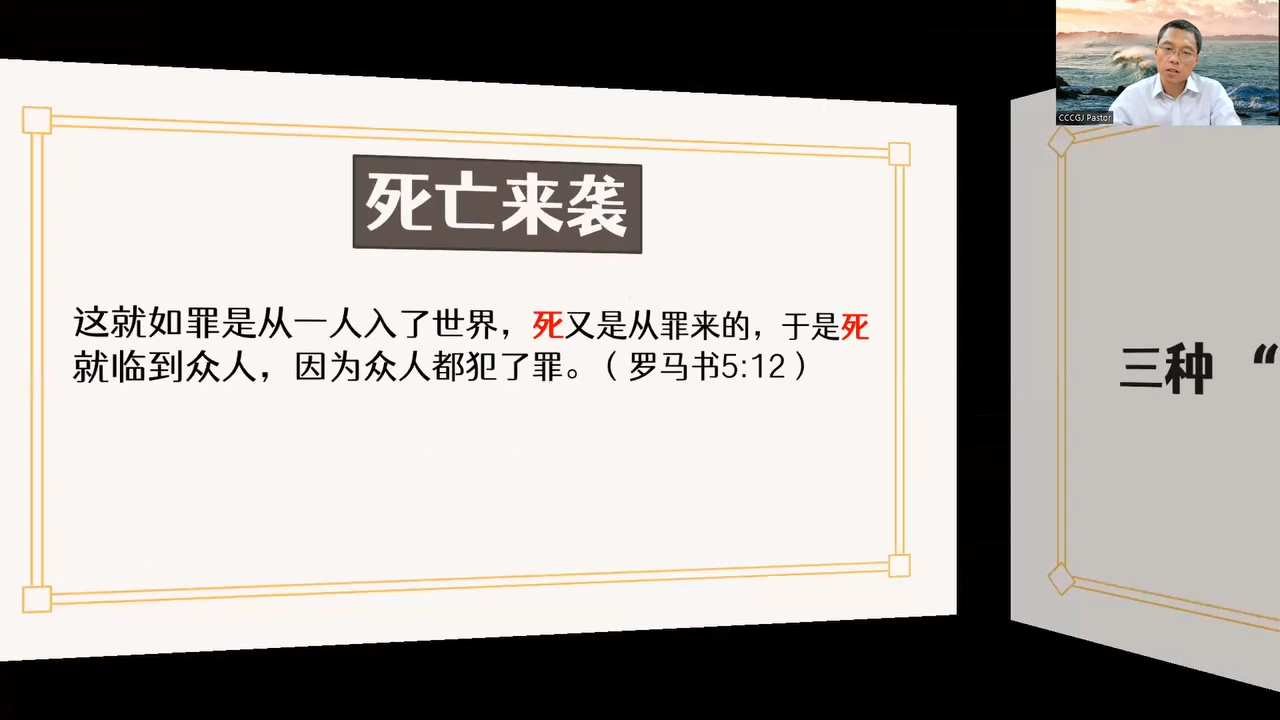 死亡来袭
这就如罪是从一人入了世界，死又是从罪来的，于是死
就临到众人，因为众人都犯了罪。（罗马书5:12）
三种“
CCCGJ Pastor